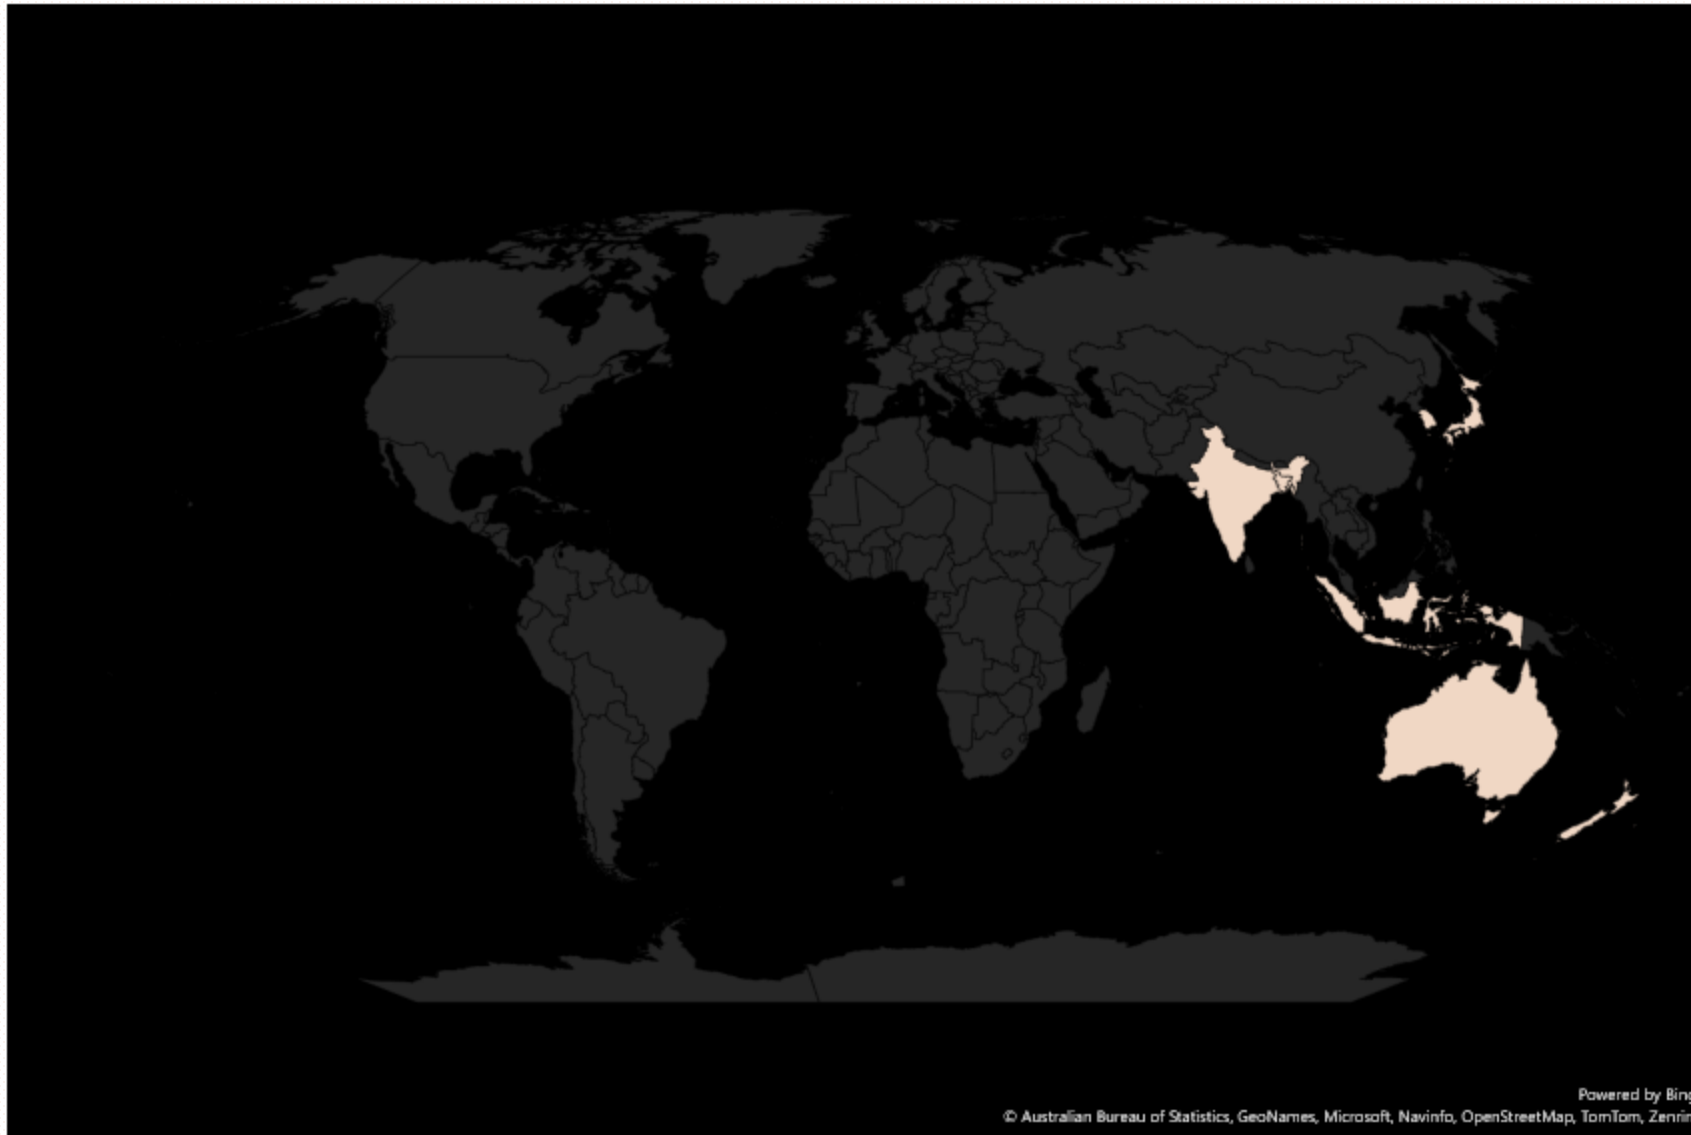 Powered by Bing
© Australian Bureau of Statistics, GeoNames, Microsoft, Navinfo, OpenStreetMap, TomTom, Zenrin